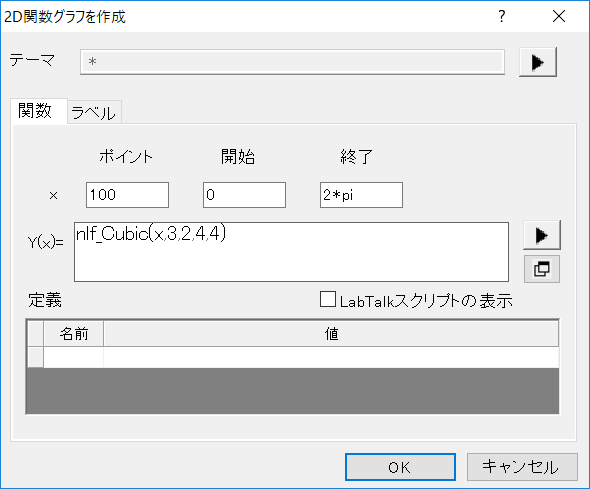 2D関数グラフを作成
テーマ *
関数 ラベル
ポイント 開始 終了
x 100 0 2*pi
Y(x)= nlf_Cubic(x,3,2,4,4)
定義 LabTalkスクリプトの表示
名前 値
OK キャンセル